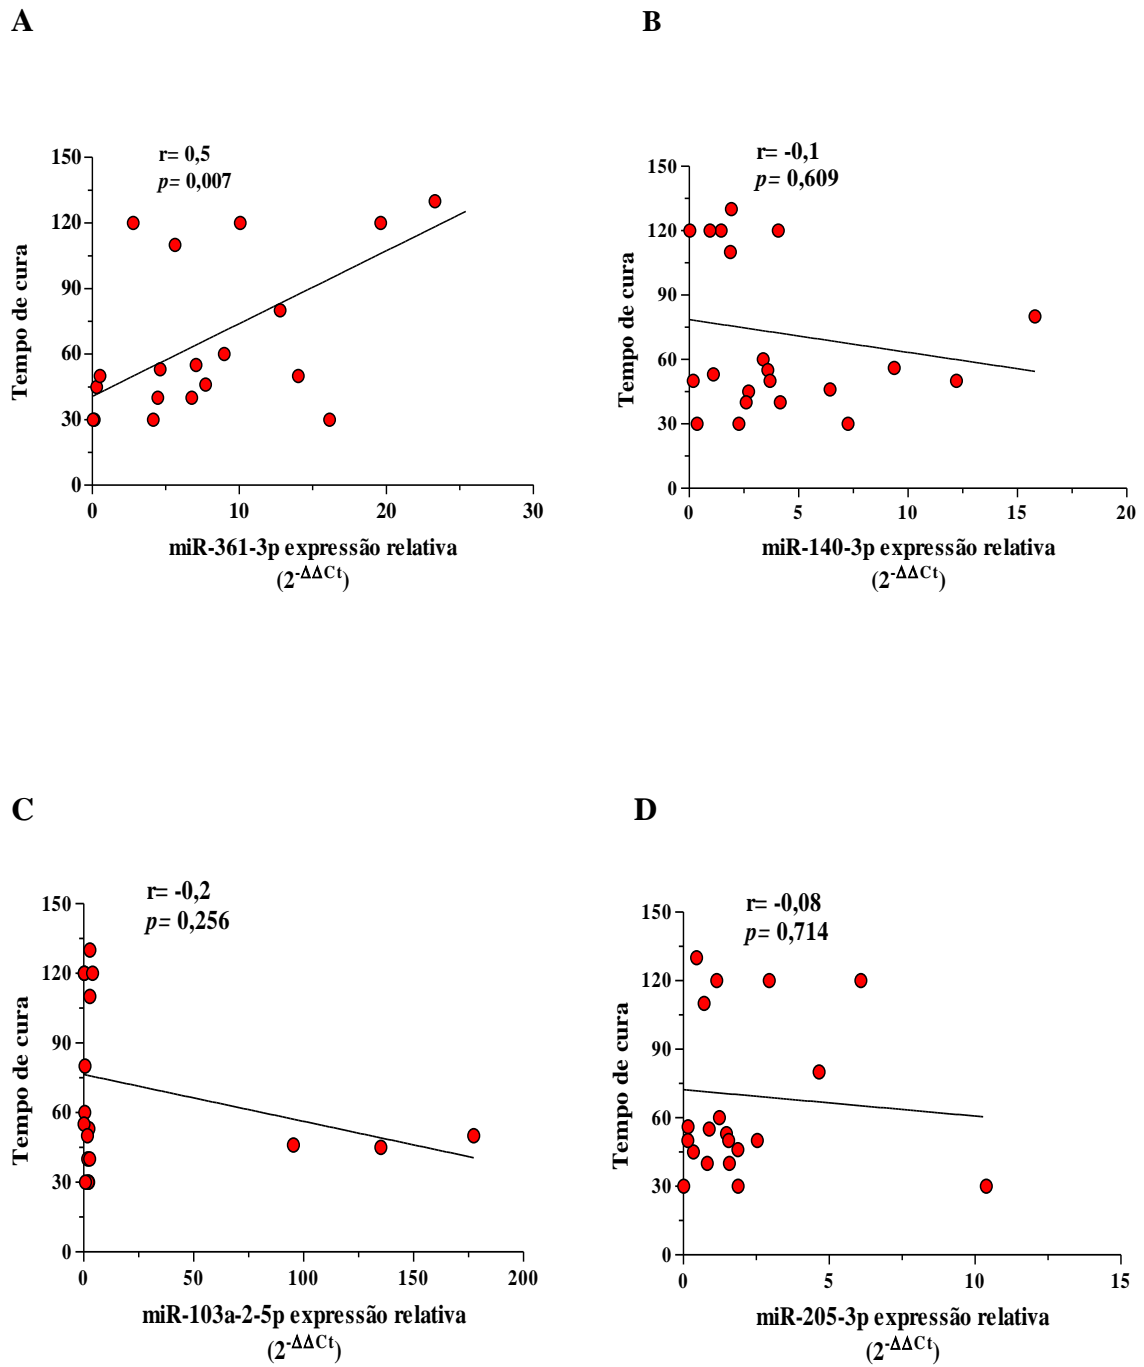 A
r= 0,5
p= 0,007
150
120
90
60
30
0
Tempo de cura
0 10 20 30
miR-361-3p expressão relativa
(2^-ΔΔCt)
B
r= -0,1
p= 0,609
150
120
90
60
30
0
Tempo de cura
0 5 10 15 20
miR-140-3p expressão relativa
(2^-ΔΔCt)
C
r= -0,2
p= 0,256
150
120
90
60
30
0
Tempo de cura
0 50 100 150 200
miR-103a-2-5p expressão relativa
(2^-ΔΔCt)
D
r= -0,08
p= 0,714
150
120
90
60
30
0
Tempo de cura
0 5 10 15
miR-205-3p expressão relativa
(2^-ΔΔCt)